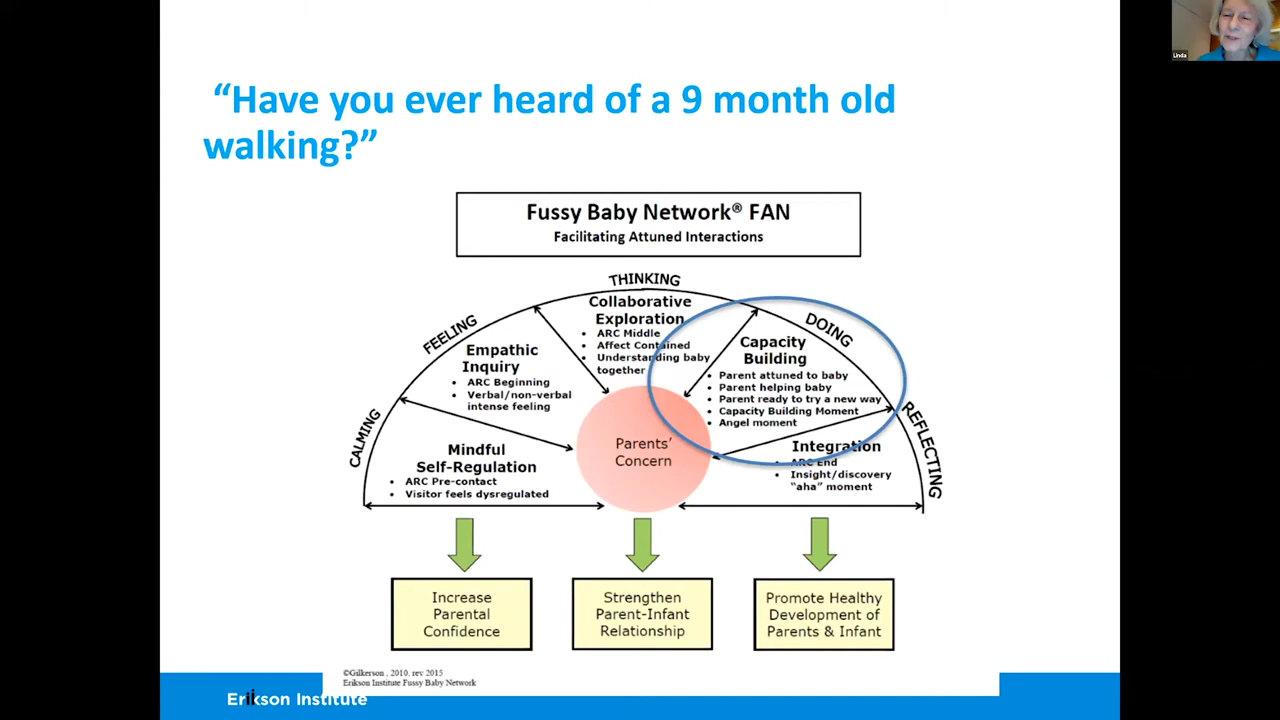 Linda
“Have you ever heard of a 9 month old
walking?”
Fussy Baby Network® FAN
Facilitating Attuned Interactions
CALMING
FEELING
THINKING
DOING
REFLECTING
Mindful
Self-Regulation
• ARC Pre-contact
• Visitor feels dysregulated
Empathic
Inquiry
• ARC Beginning
• Verbal/non-verbal
intense feeling
Collaborative
Exploration
• ARC Middle
• Affect Contained
• Understanding baby
together
Capacity
Building
• Parent attuned to baby
• Parent helping baby
• Parent ready to try a new way
• Capacity Building Moment
• Angel moment
Integration
• ARC End
• Insight/discovery
“aha” moment
Parents’
Concern
Increase
Parental
Confidence
Strengthen
Parent-Infant
Relationship
Promote Healthy
Development of
Parents & Infant
©Gilkerson , 2010, rev 2015
Erikson Institute Fussy Baby Network
Erikson Institute